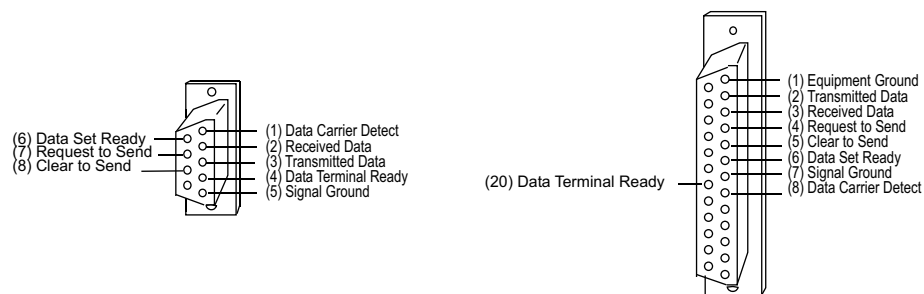 (6) Data Set Ready
(7) Request to Send
(8) Clear to Send
(1) Data Carrier Detect
(2) Received Data
(3) Transmitted Data
(4) Data Terminal Ready
(5) Signal Ground
(20) Data Terminal Ready
(1) Equipment Ground
(2) Transmitted Data
(3) Received Data
(4) Request to Send
(5) Clear to Send
(6) Data Set Ready
(7) Signal Ground
(8) Data Carrier Detect